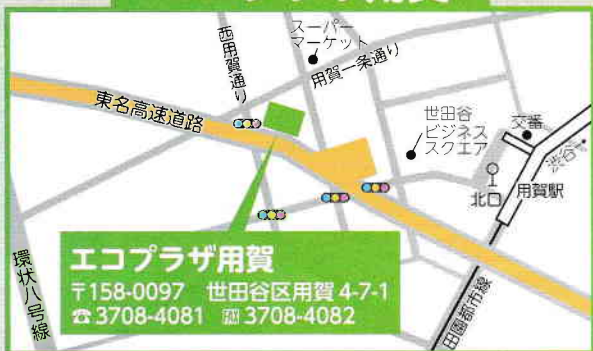 スーパー
マーケット
西用賀通り
用賀一条通り
東名高速道路
世田谷
ビジネス
スクエア
交番
渋谷
北口
用賀駅
エコプラザ用賀
〒158-0097 世田谷区用賀 4-7-1
☎3708-4081 FAX 3708-4082
環状八号線
田園都市線